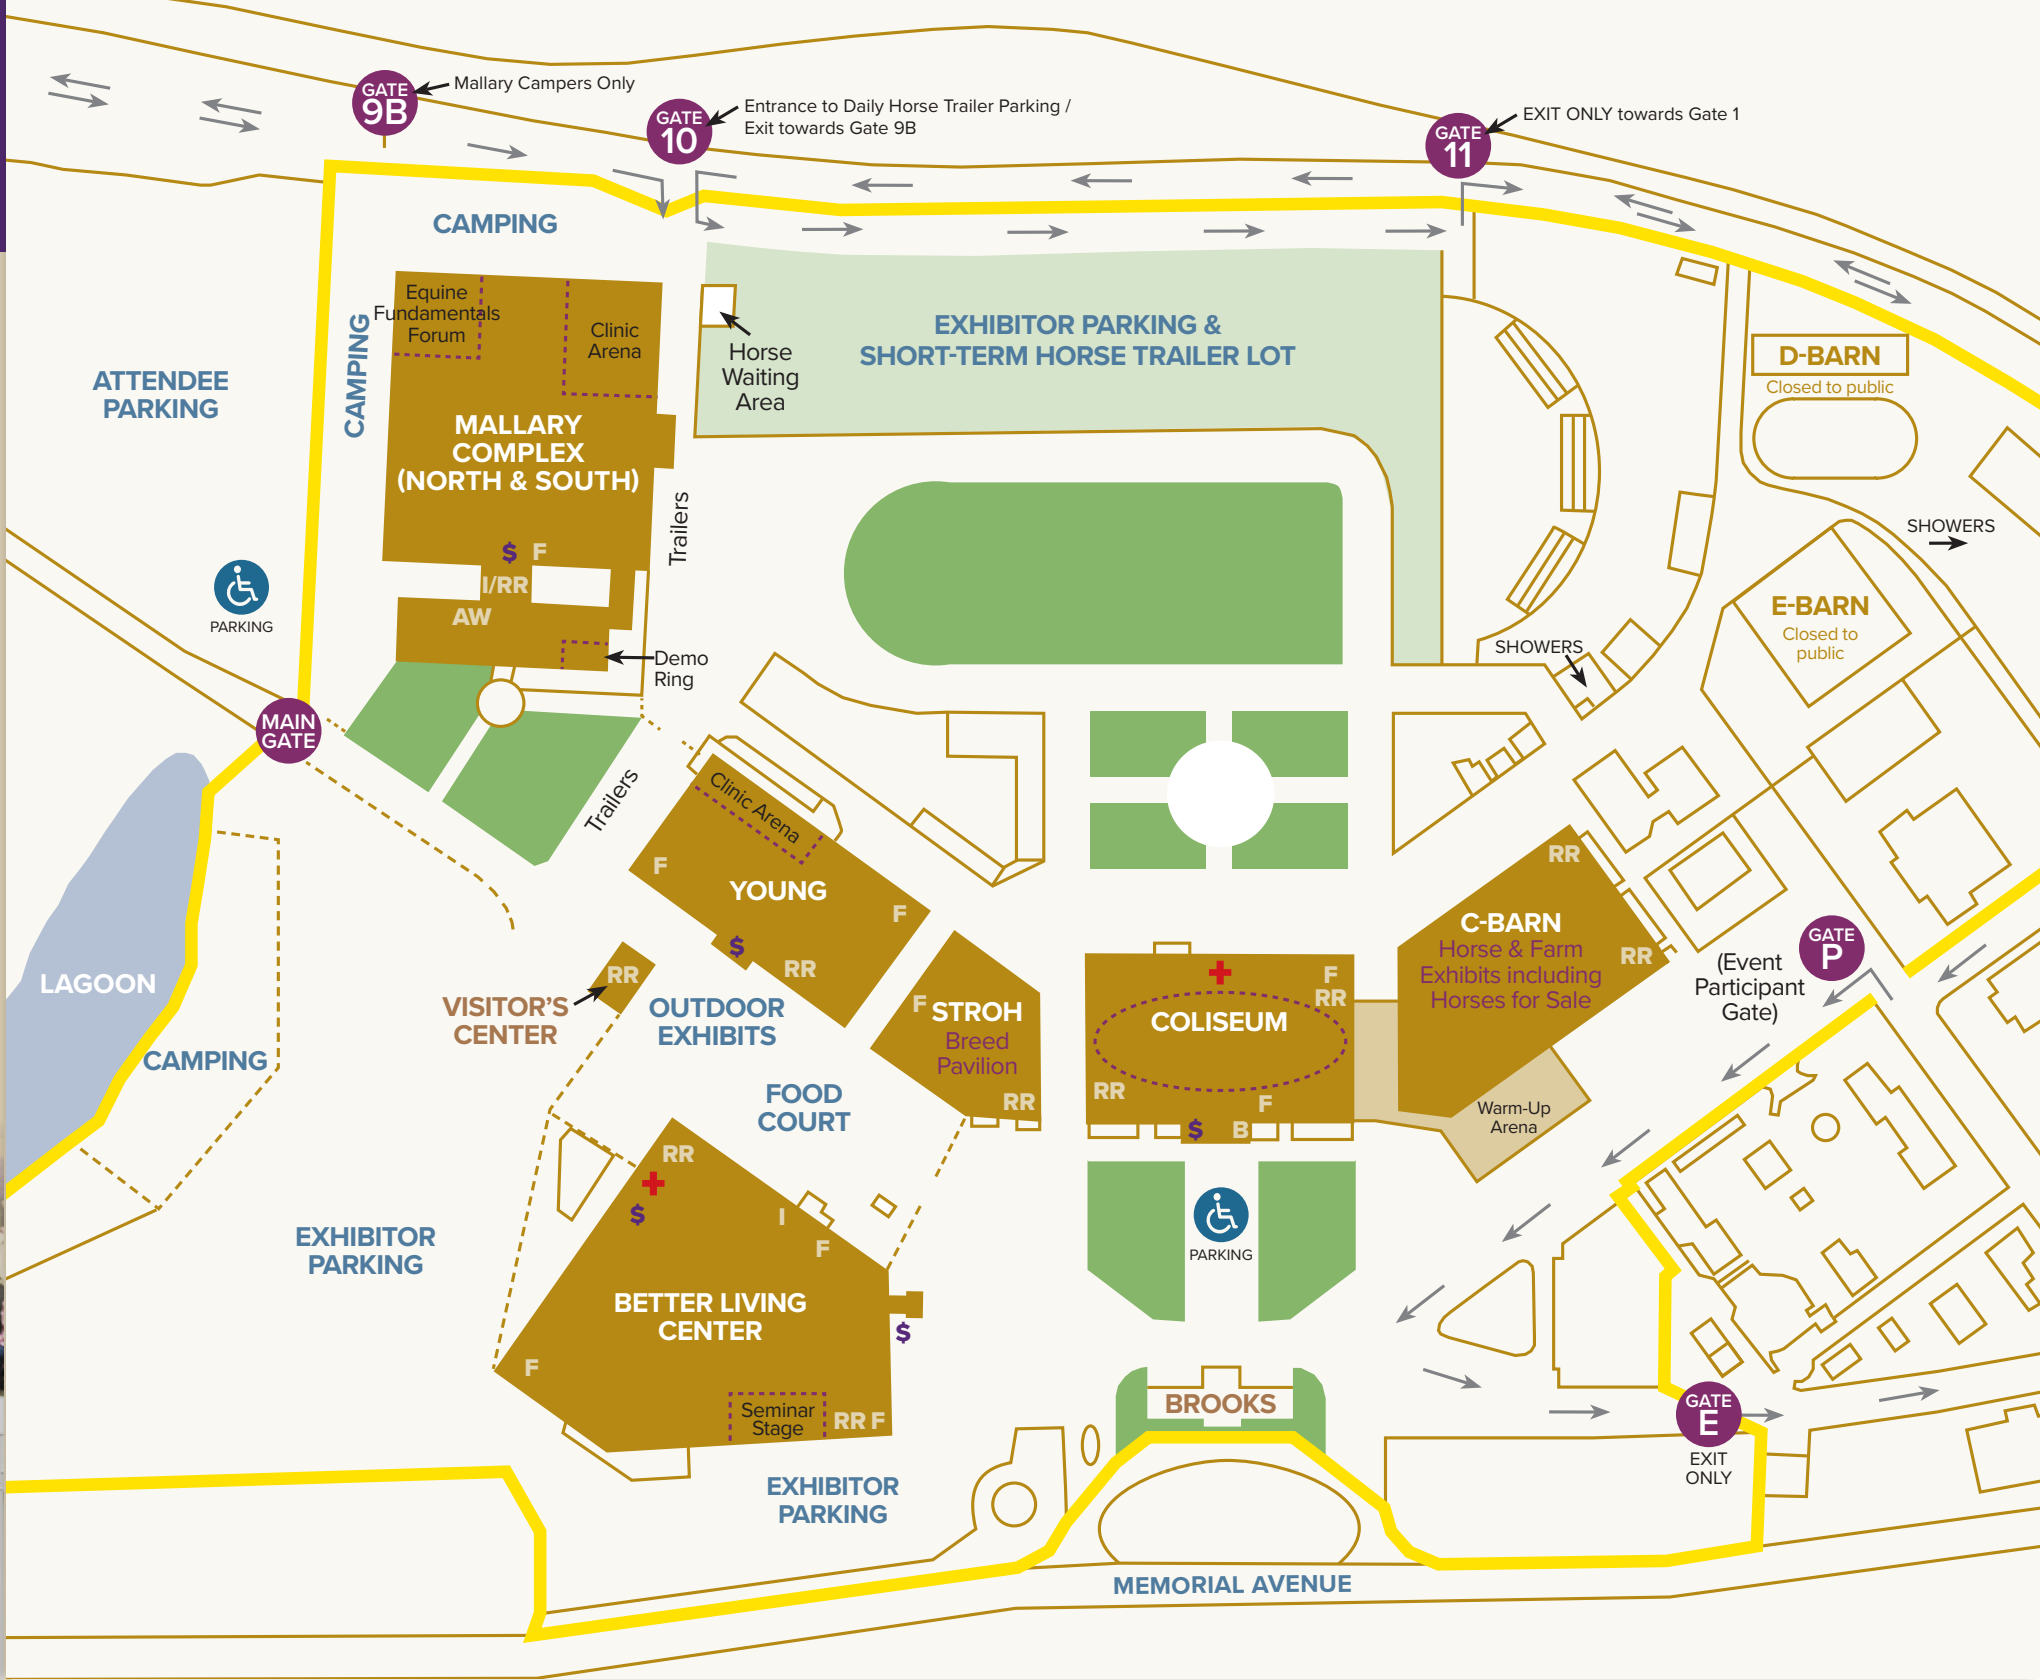 GATE
9B
Mallary Campers Only
GATE
10
Entrance to Daily Horse Trailer Parking /
Exit towards Gate 9B
GATE
11
EXIT ONLY towards Gate 1
CAMPING
CAMPING
ATTENDEE
PARKING
Equine
Fundamentals
Forum
Clinic
Arena
MALLARY
COMPLEX
(NORTH & SOUTH)
$ F
I/RR
AW
Trailers
Demo
Ring
Horse
Waiting
Area
EXHIBITOR PARKING &
SHORT-TERM HORSE TRAILER LOT
D-BARN
Closed to public
SHOWERS
E-BARN
Closed to
public
SHOWERS
PARKING
MAIN
GATE
Trailers
LAGOON
CAMPING
Clinic Arena
F
YOUNG
F
$
RR
RR
VISITOR'S
CENTER
OUTDOOR
EXHIBITS
FOOD
COURT
F STROH
Breed
Pavilion
RR
F
RR
COLISEUM
RR
F
$ B
RR
C-BARN
Horse & Farm
Exhibits including
Horses for Sale
RR
Warm-Up
Arena
GATE
P
(Event
Participant
Gate)
PARKING
EXHIBITOR
PARKING
RR
$
I
F
BETTER LIVING
CENTER
$
F
Seminar
Stage
RR F
EXHIBITOR
PARKING
BROOKS
GATE
E
EXIT
ONLY
MEMORIAL AVENUE